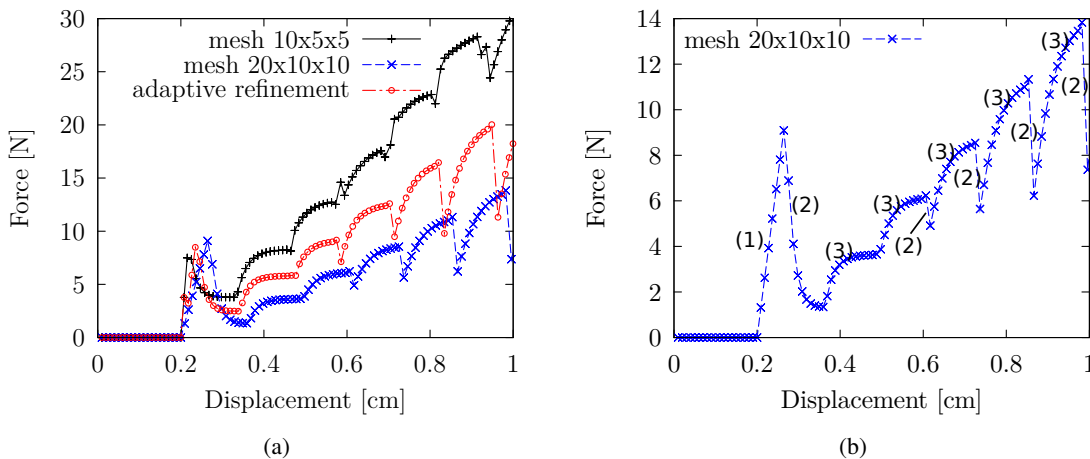 30
25
20
15
10
5
0
Force [N]
mesh 10x5x5
mesh 20x10x10
adaptive refinement
0 0.2 0.4 0.6 0.8 1
Displacement [cm]
(a)
14
12
10
8
6
4
2
0
Force [N]
mesh 20x10x10
(1)
(2)
(3)
(3)
(2)
(3)
(2)
(3)
(2)
(3)
(2)
0 0.2 0.4 0.6 0.8 1
Displacement [cm]
(b)